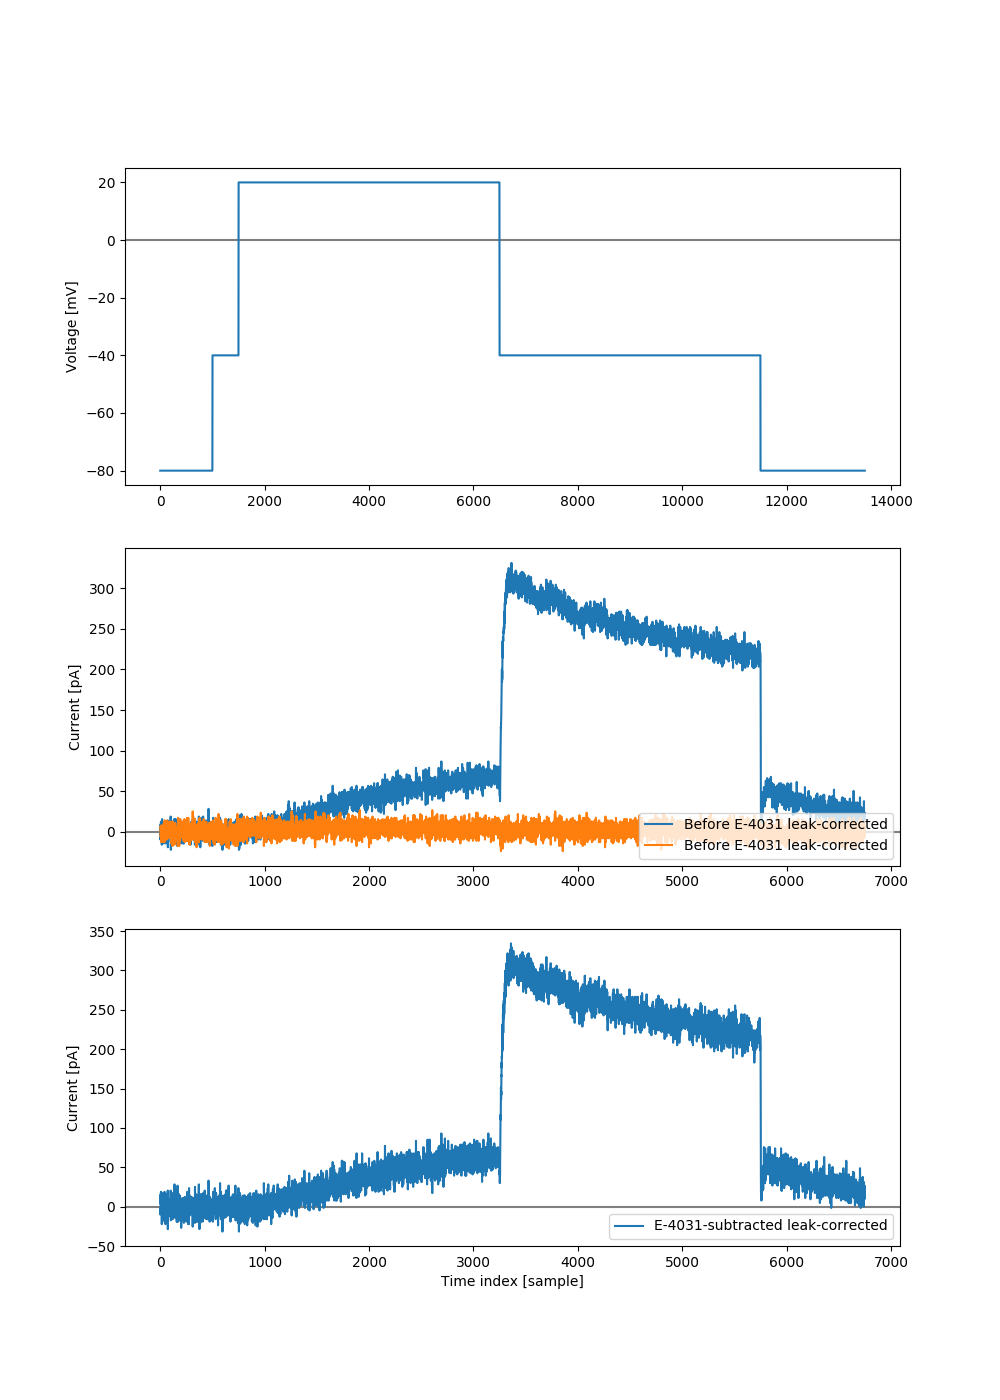 20
0
−20
−40
−60
−80
Voltage [mV]
0 2000 4000 6000 8000 10000 12000 14000
300
250
200
150
100
50
0
Current [pA]
Before E-4031 leak-corrected
Before E-4031 leak-corrected
0 1000 2000 3000 4000 5000 6000 7000
350
300
250
200
150
100
50
0
−50
Current [pA]
E-4031-subtracted leak-corrected
0 1000 2000 3000 4000 5000 6000 7000
Time index [sample]